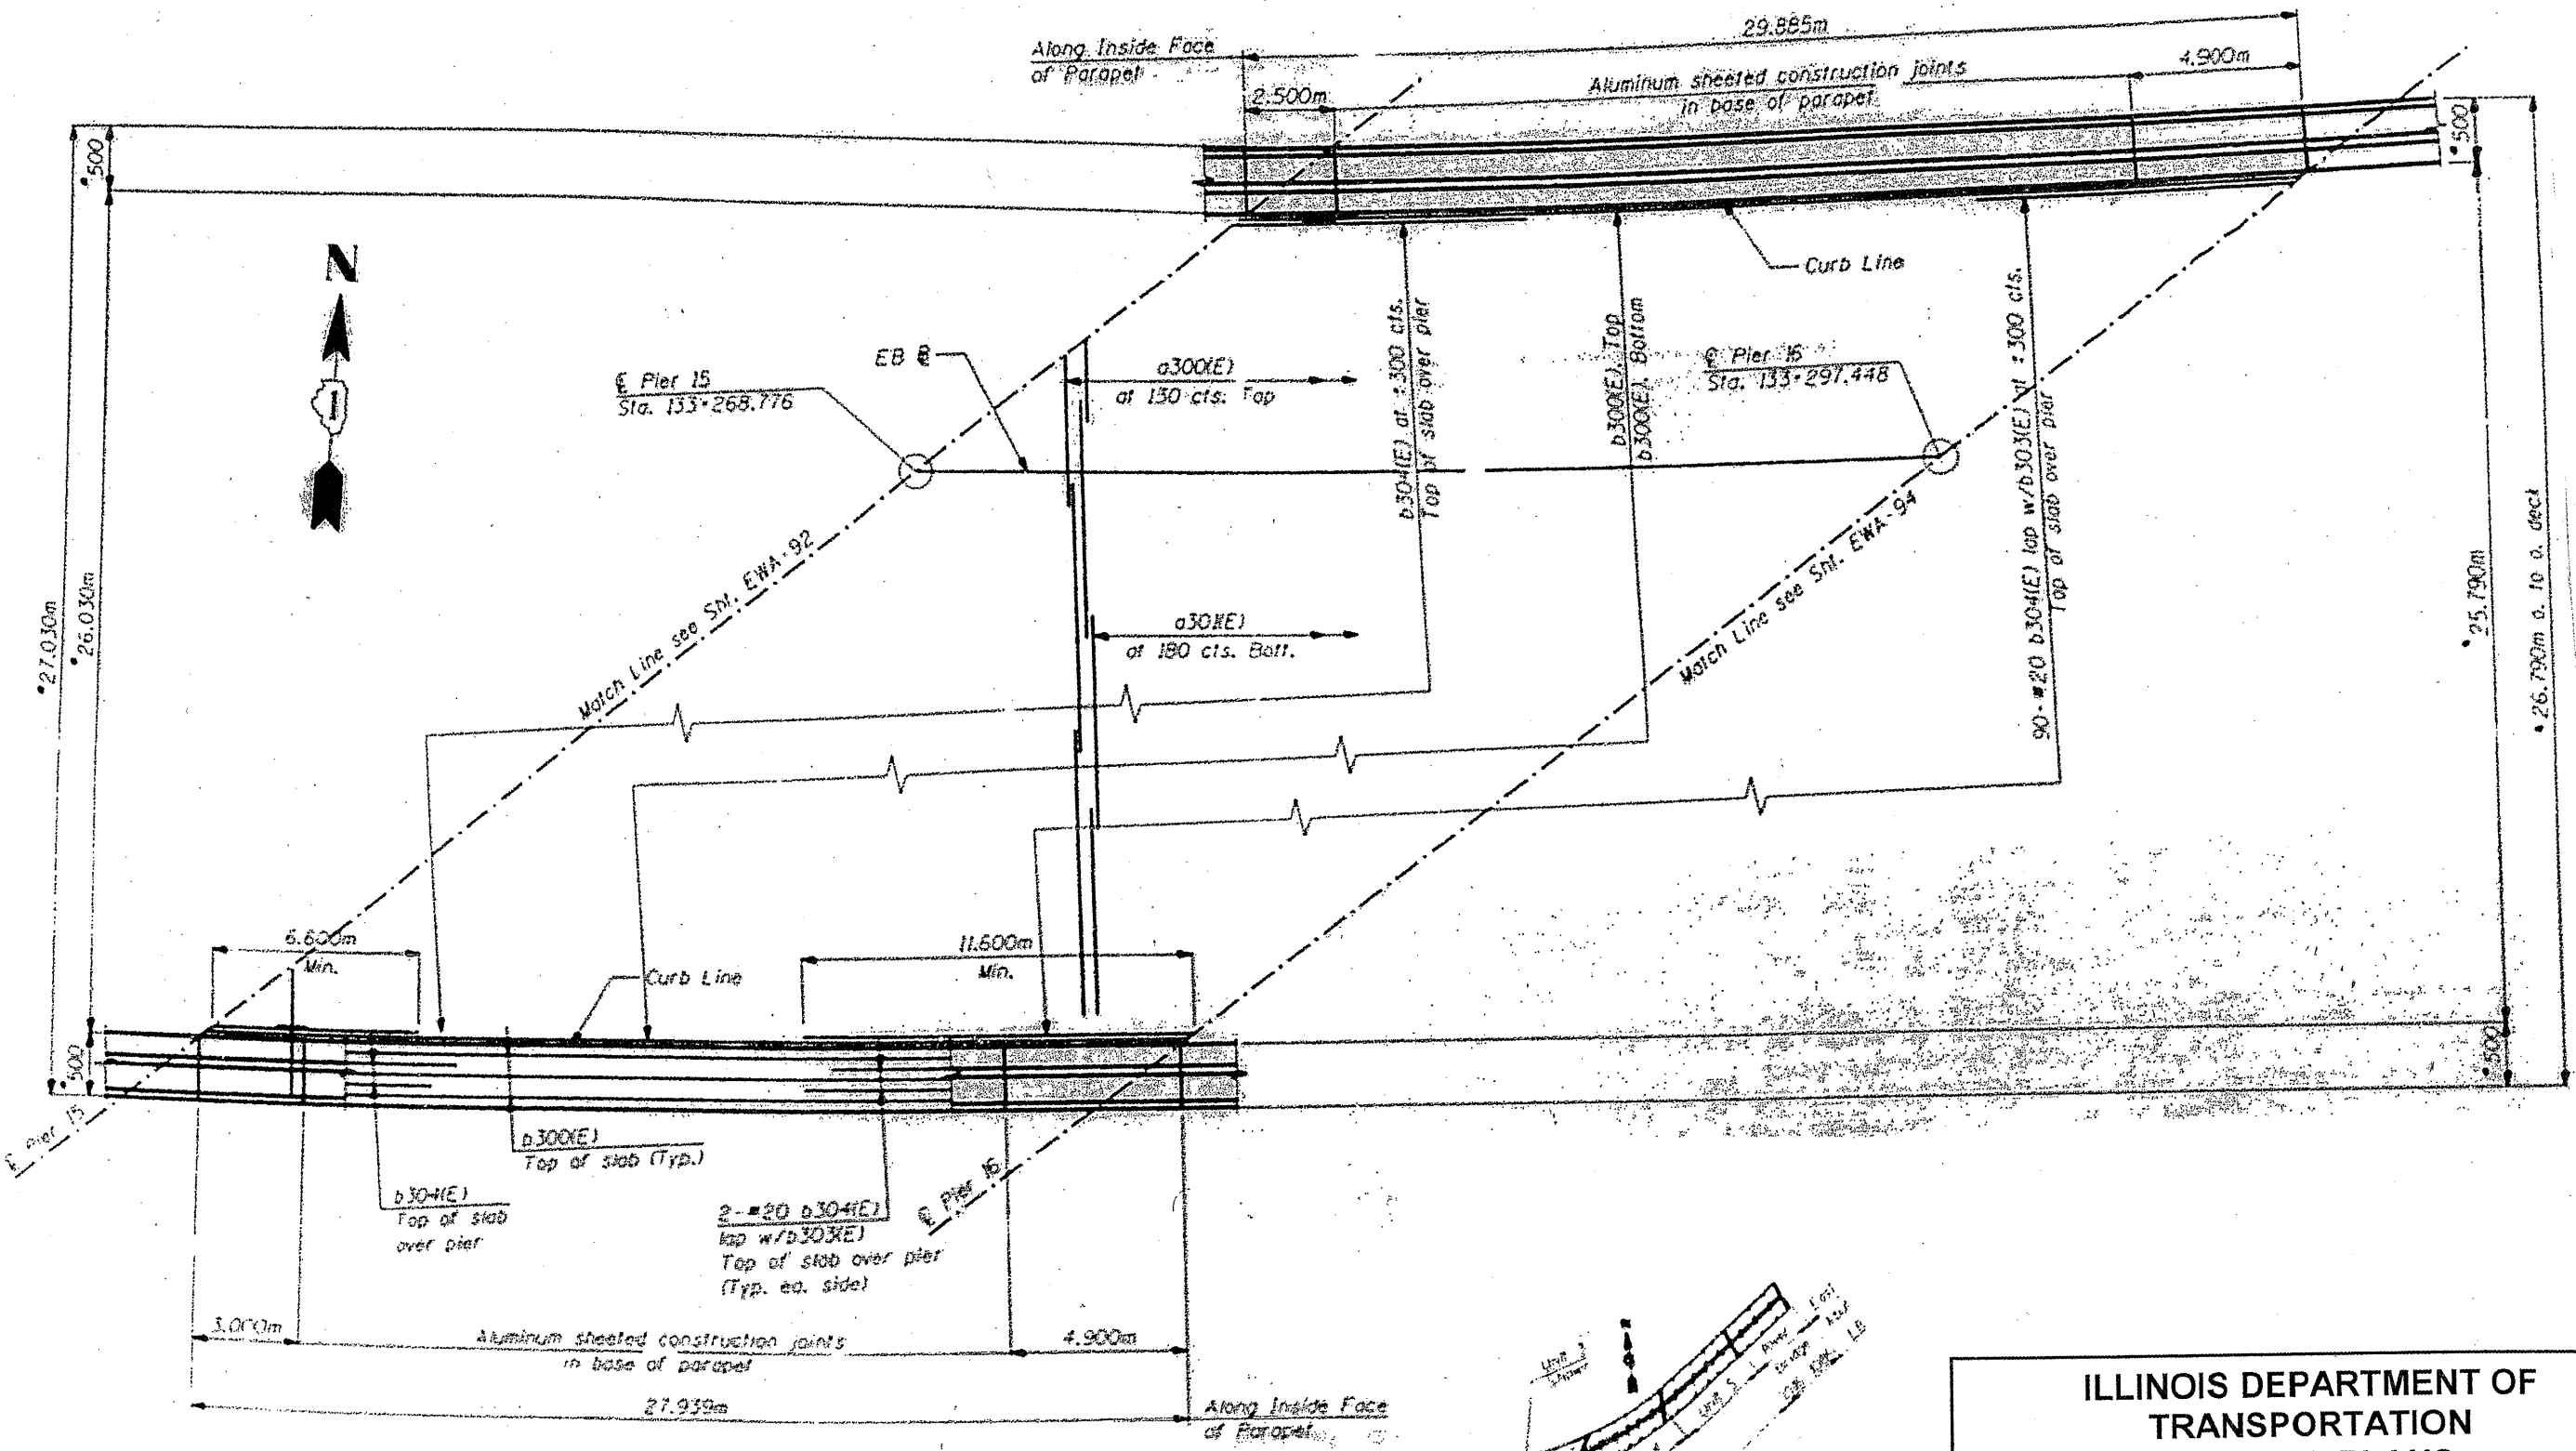 Along Inside Face
of Parapet
29.885m
4.900m
2.500m
Aluminum sheeted construction joints
in base of parapet
*500
*500
N
Curb Line
EB ℄
℄ Pier 15
Sta. 133+268.776
a300(E)
at 150 cts. Top
b304(E) at ±300 cts.
Top of slab over pier
b300(E), Top
b300(E), Bottom
℄ Pier 16
Sta. 133+297.448
90-#20 b304(E) lap w/b303(E) at ±300 cts.
Top of slab over pier
*27.030m
*26.030m
Match Line see Sht. EWA-92
Match Line see Sht. EWA-94
a301(E)
at 180 cts. Bott.
*25.790m
*26.790m o. to o. deck
6.600m
Min.
11.600m
Min.
Curb Line
*500
*500
℄ Pier 15
b300(E)
Top of slab (Typ.)
b304(E)
Top of slab
over pier
2-#20 b304(E)
lap w/b303(E)
Top of slab over pier
(Typ. ea. side)
℄ Pier 16
3.000m
Aluminum sheeted construction joints
in base of parapet
4.900m
27.939m
Along Inside Face
of Parapet
ILLINOIS DEPARTMENT OF
TRANSPORTATION